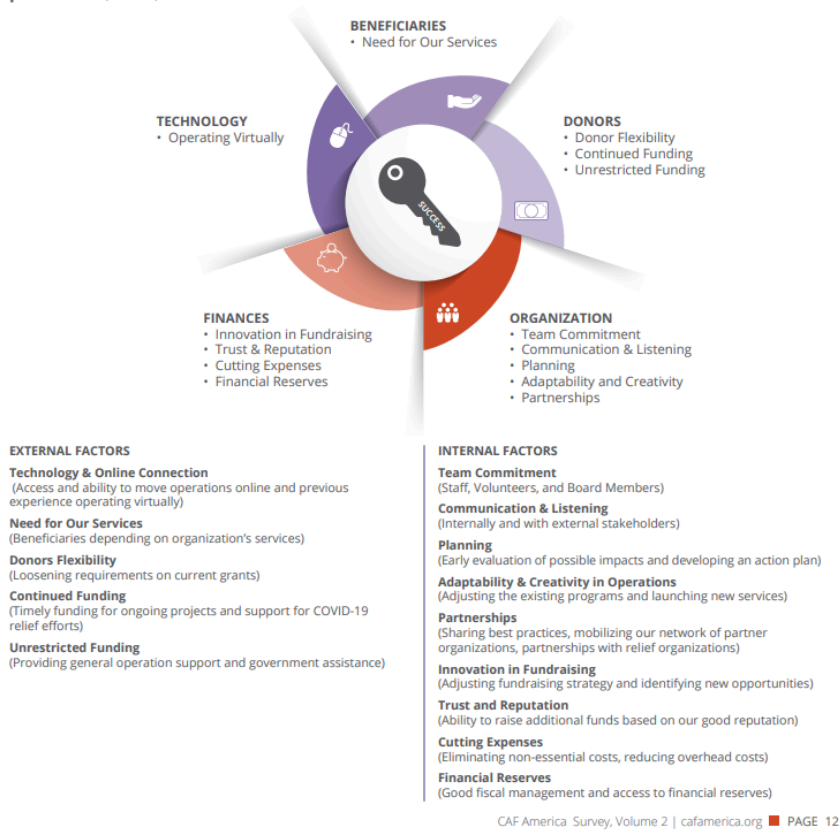 BENEFICIARIES
• Need for Our Services
TECHNOLOGY
• Operating Virtually
DONORS
• Donor Flexibility
• Continued Funding
• Unrestricted Funding
SUCCESS
FINANCES
• Innovation in Fundraising
• Trust & Reputation
• Cutting Expenses
• Financial Reserves
ORGANIZATION
• Team Commitment
• Communication & Listening
• Planning
• Adaptability and Creativity
• Partnerships
EXTERNAL FACTORS
Technology & Online Connection
(Access and ability to move operations online and previous
experience operating virtually)
Need for Our Services
(Beneficiaries depending on organization's services)
Donors Flexibility
(Loosening requirements on current grants)
Continued Funding
(Timely funding for ongoing projects and support for COVID-19
relief efforts)
Unrestricted Funding
(Providing general operation support and government assistance)
INTERNAL FACTORS
Team Commitment
(Staff, Volunteers, and Board Members)
Communication & Listening
(Internally and with external stakeholders)
Planning
(Early evaluation of possible impacts and developing an action plan)
Adaptability & Creativity in Operations
(Adjusting the existing programs and launching new services)
Partnerships
(Sharing best practices, mobilizing our network of partner
organizations, partnerships with relief organizations)
Innovation in Fundraising
(Adjusting fundraising strategy and identifying new opportunities)
Trust and Reputation
(Ability to raise additional funds based on our good reputation)
Cutting Expenses
(Eliminating non-essential costs, reducing overhead costs)
Financial Reserves
(Good fiscal management and access to financial reserves)
CAF America Survey, Volume 2 | cafamerica.org ■ PAGE 12